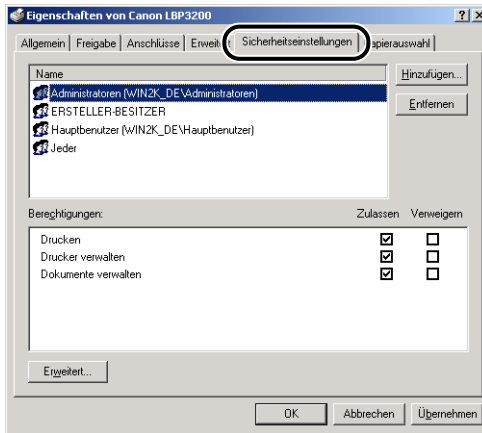 Eigenschaften von Canon LBP3200
Allgemein Freigabe Anschlüsse Sicherheitseinstellungen
Name
Administratoren (WIN2K_DE\Administratoren)
ERSTELLER-BESITZER
Hauptbenutzer (WIN2K_DE\Hauptbenutzer)
Jeder
Hinzufügen...
Entfernen
Berechtigungen: Zulassen Verweigern
Drucken
Drucker verwalten
Dokumente verwalten
Erweitert...
OK Abbrechen Übernehmen